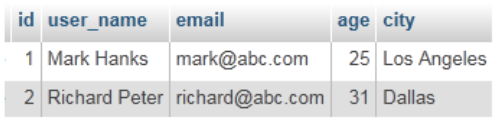 id user_name email age city
1 Mark Hanks mark@abc.com 25 Los Angeles
2 Richard Peter richard@abc.com 31 Dallas